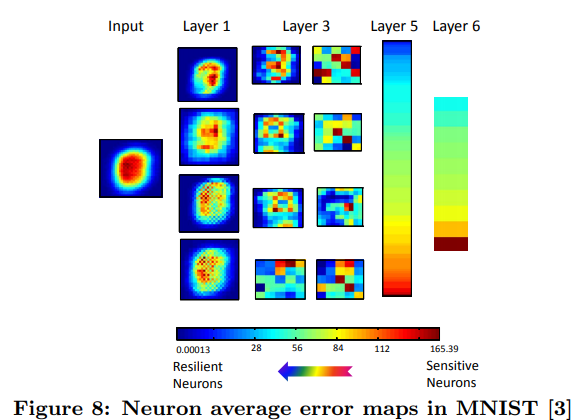 Input Layer 1 Layer 3 Layer 5 Layer 6
0.00013 28 56 84 112 165.39
Resilient Neurons
Sensitive Neurons
Figure 8: Neuron average error maps in MNIST [3]